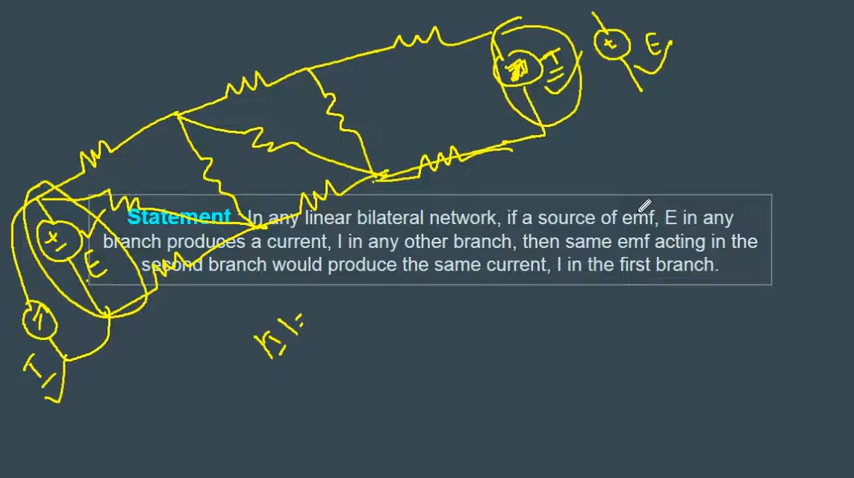 E
I
Statement In any linear bilateral network, if a source of emf, E in any
branch produces a current, I in any other branch, then same emf acting in the
second branch would produce the same current, I in the first branch.
E
I